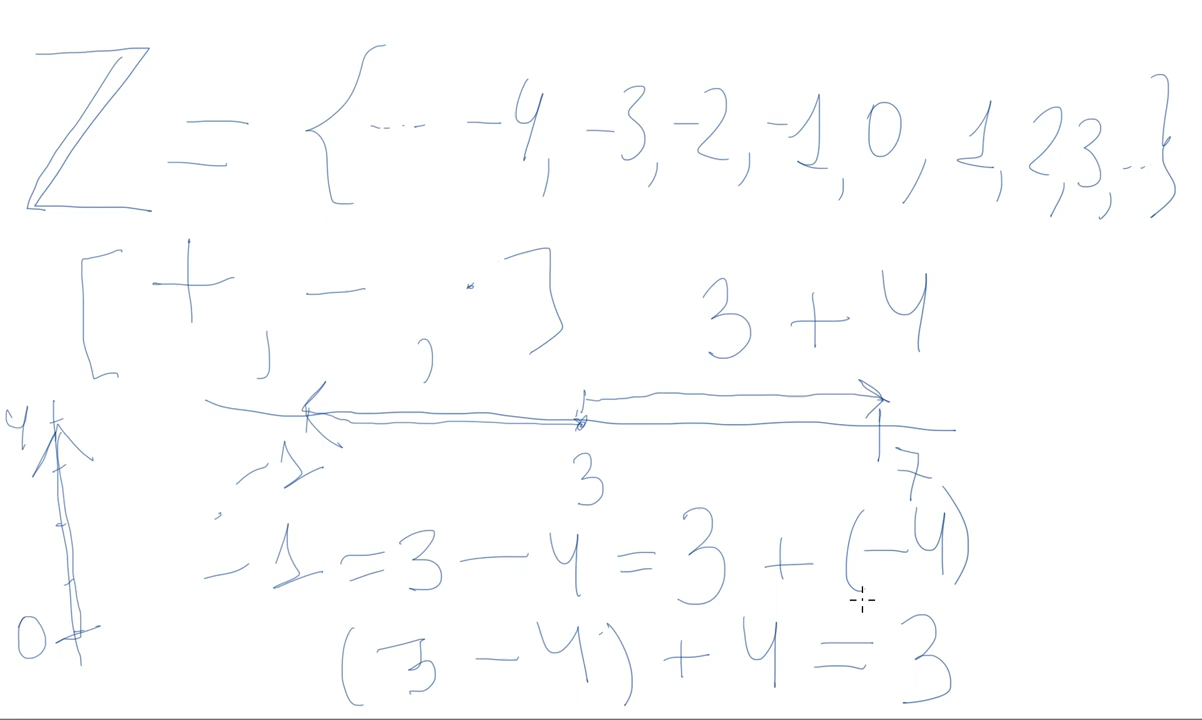 ℤ = { .... -4, -3, -2, -1, 0, 1, 2, 3, ... }
[ +, -, · ] 3 + 4
4
-1 3 7
-1 = 3 - 4 = 3 + (-4)
0 (3 - 4) + 4 = 3